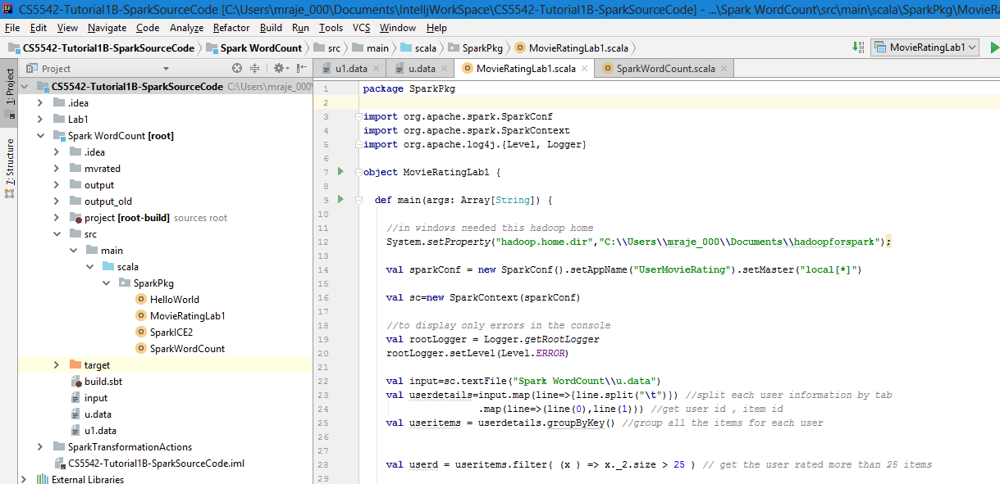 CS5542-Tutorial1B-SparkSourceCode [C:\Users\mraje_000\Documents\IntelljWorkSpace\CS5542-Tutorial1B-SparkSourceCode] - ...\Spark WordCount\src\main\scala\SparkPkg\MovieRa
File Edit View Navigate Code Analyze Refactor Build Run Tools VCS Window Help
CS5542-Tutorial1B-SparkSourceCode Spark WordCount src main scala SparkPkg MovieRatingLab1.scala MovieRatingLab1
Project u1.data u.data MovieRatingLab1.scala SparkWordCount.scala
1: Project
7: Structure
CS5542-Tutorial1B-SparkSourceCode C:\Users\mraje_000\
.idea
Lab1
Spark WordCount [root]
.idea
mvrated
output
output_old
project [root-build] sources root
src
main
scala
SparkPkg
HelloWorld
MovieRatingLab1
SparkICE2
SparkWordCount
target
build.sbt
input
u.data
u1.data
SparkTransformationActions
CS5542-Tutorial1B-SparkSourceCode.iml
External Libraries
1 package SparkPkg
2
3 import org.apache.spark.SparkConf
4 import org.apache.spark.SparkContext
5 import org.apache.log4j.{Level, Logger}
6
7 object MovieRatingLab1 {
8
9 def main(args: Array[String]) {
10
11 //in windows needed this hadoop home
12 System.setProperty("hadoop.home.dir","C:\\Users\\mraje_000\\Documents\\hadoopforspark");
13
14 val sparkConf = new SparkConf().setAppName("UserMovieRating").setMaster("local[*]")
15
16 val sc=new SparkContext(sparkConf)
17
18 //to display only errors in the console
19 val rootLogger = Logger.getRootLogger
20 rootLogger.setLevel(Level.ERROR)
21
22 val input=sc.textFile("Spark WordCount\\u.data")
23 val userdetails=input.map(line=>{line.split("\t")}) //split each user information by tab
24 .map(line=>(line(0),line(1))) //get user id , item id
25 val useritems = userdetails.groupByKey() //group all the items for each user
26
27
28 val userd = useritems.filter( (x ) => x._2.size > 25 ) // get the user rated more than 25 items
29